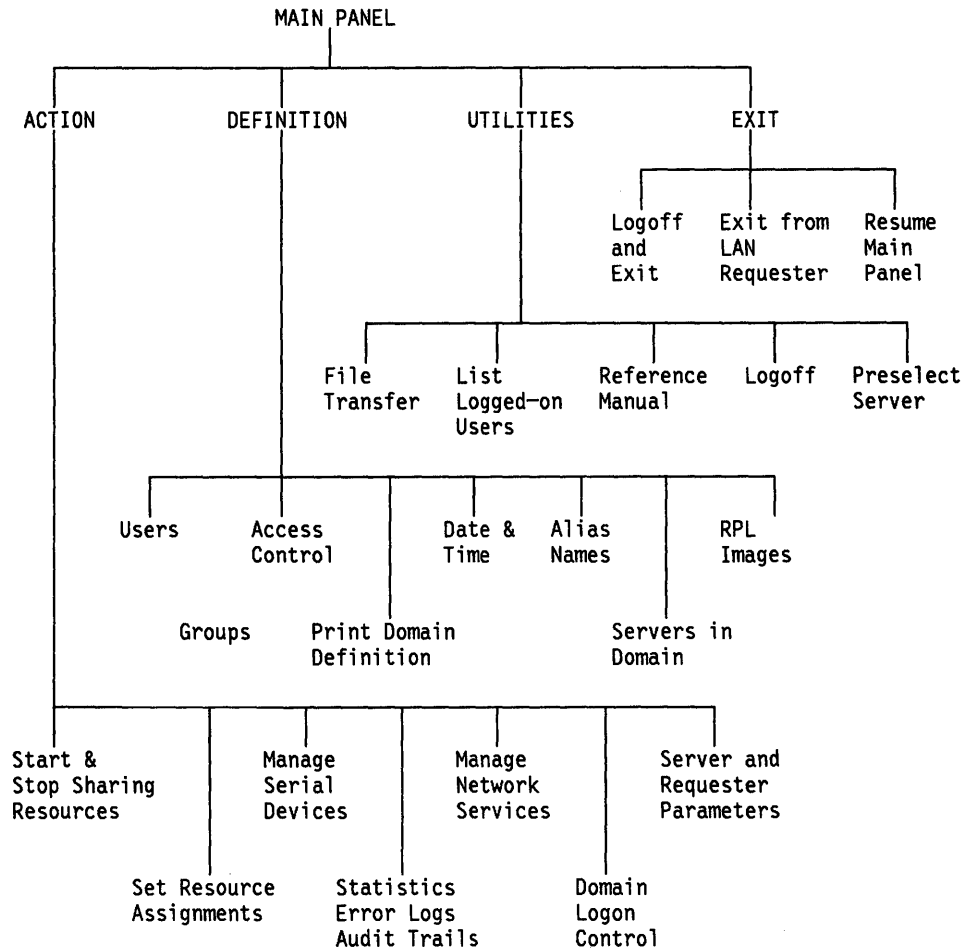 MAIN PANEL
ACTION
DEFINITION
UTILITIES
EXIT
Logoff
and
Exit
Exit from
LAN
Requester
Resume
Main
Panel
File
Transfer
List
Logged-on
Users
Reference
Manual
Logoff
Preselect
Server
Users
Access
Control
Date &
Time
Alias
Names
RPL
Images
Groups
Print Domain
Definition
Servers in
Domain
Start &
Stop Sharing
Resources
Manage
Serial
Devices
Manage
Network
Services
Server and
Requester
Parameters
Set Resource
Assignments
Statistics
Error Logs
Audit Trails
Domain
Logon
Control